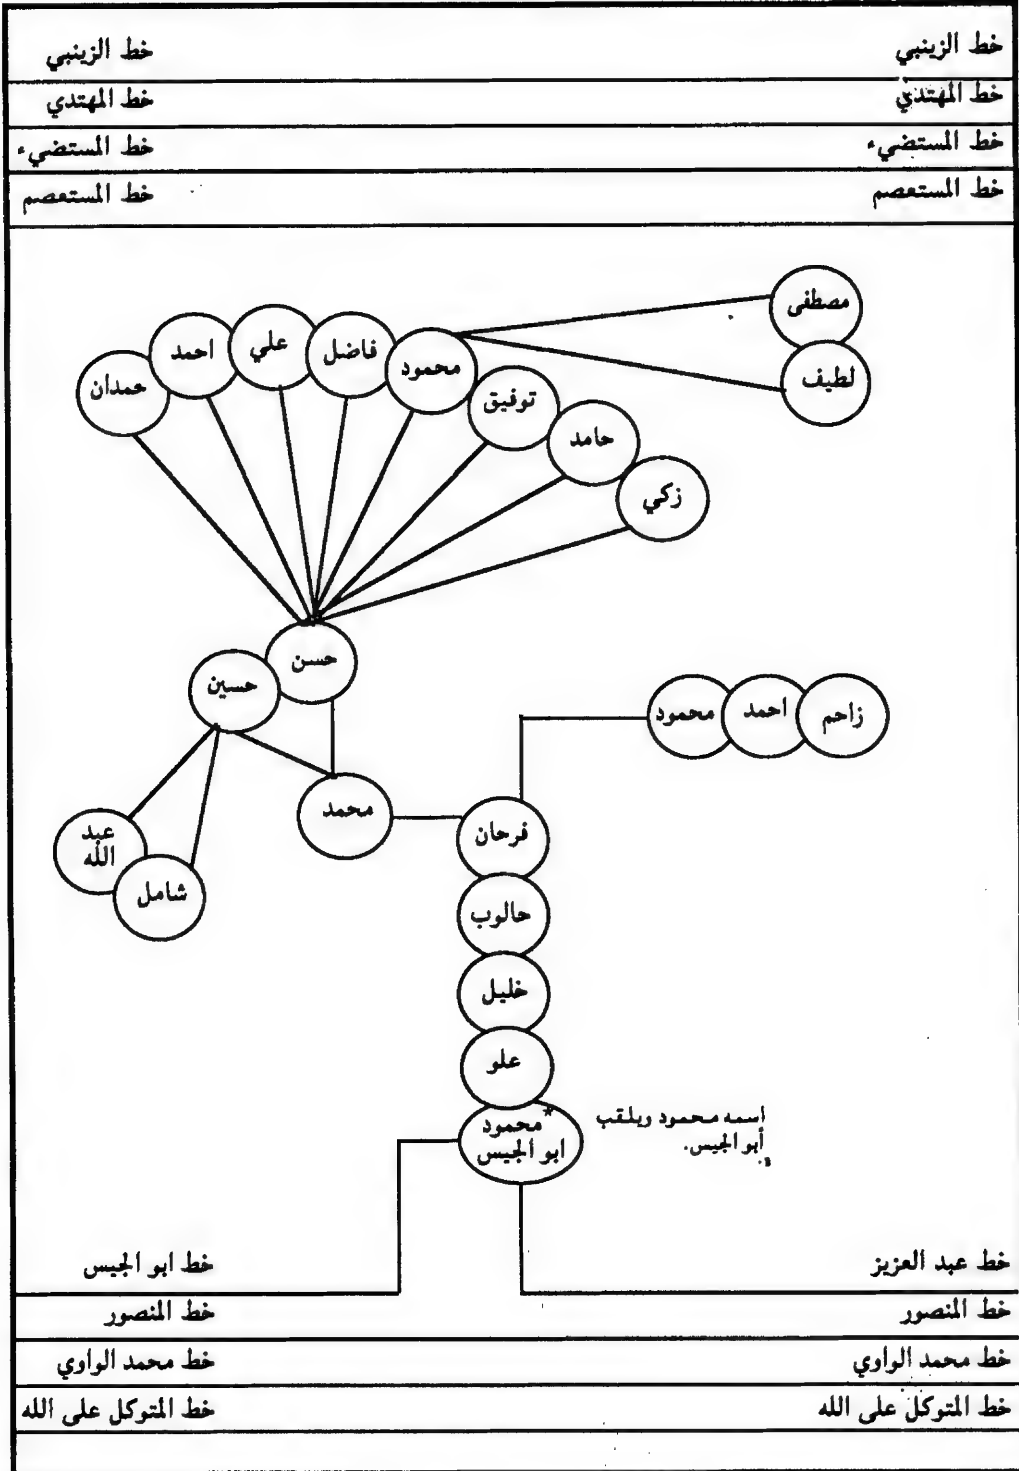 خط الزينبي
خط الزينبي
خط المهتدي
خط المهتدي
خط المستضيء
خط المستضيء
خط المستعصم
خط المستعصم
مصطفى
لطيف
محمود
فاضل
علي
احمد
حمدان
توفيق
حامد
زكي
حسن
حسين
زاحم
احمد
محمود
محمد
فرحان
عبد
الله
شامل
حالوب
خليل
علو
*محمود
ابو الجيس
اسمه محمود ويلقب
أبو الجيس.
خط عبد العزيز
خط ابو الجيس
خط المنصور
خط المنصور
خط محمد الواوي
خط محمد الواوي
خط المتوكل على الله
خط المتوكل على الله